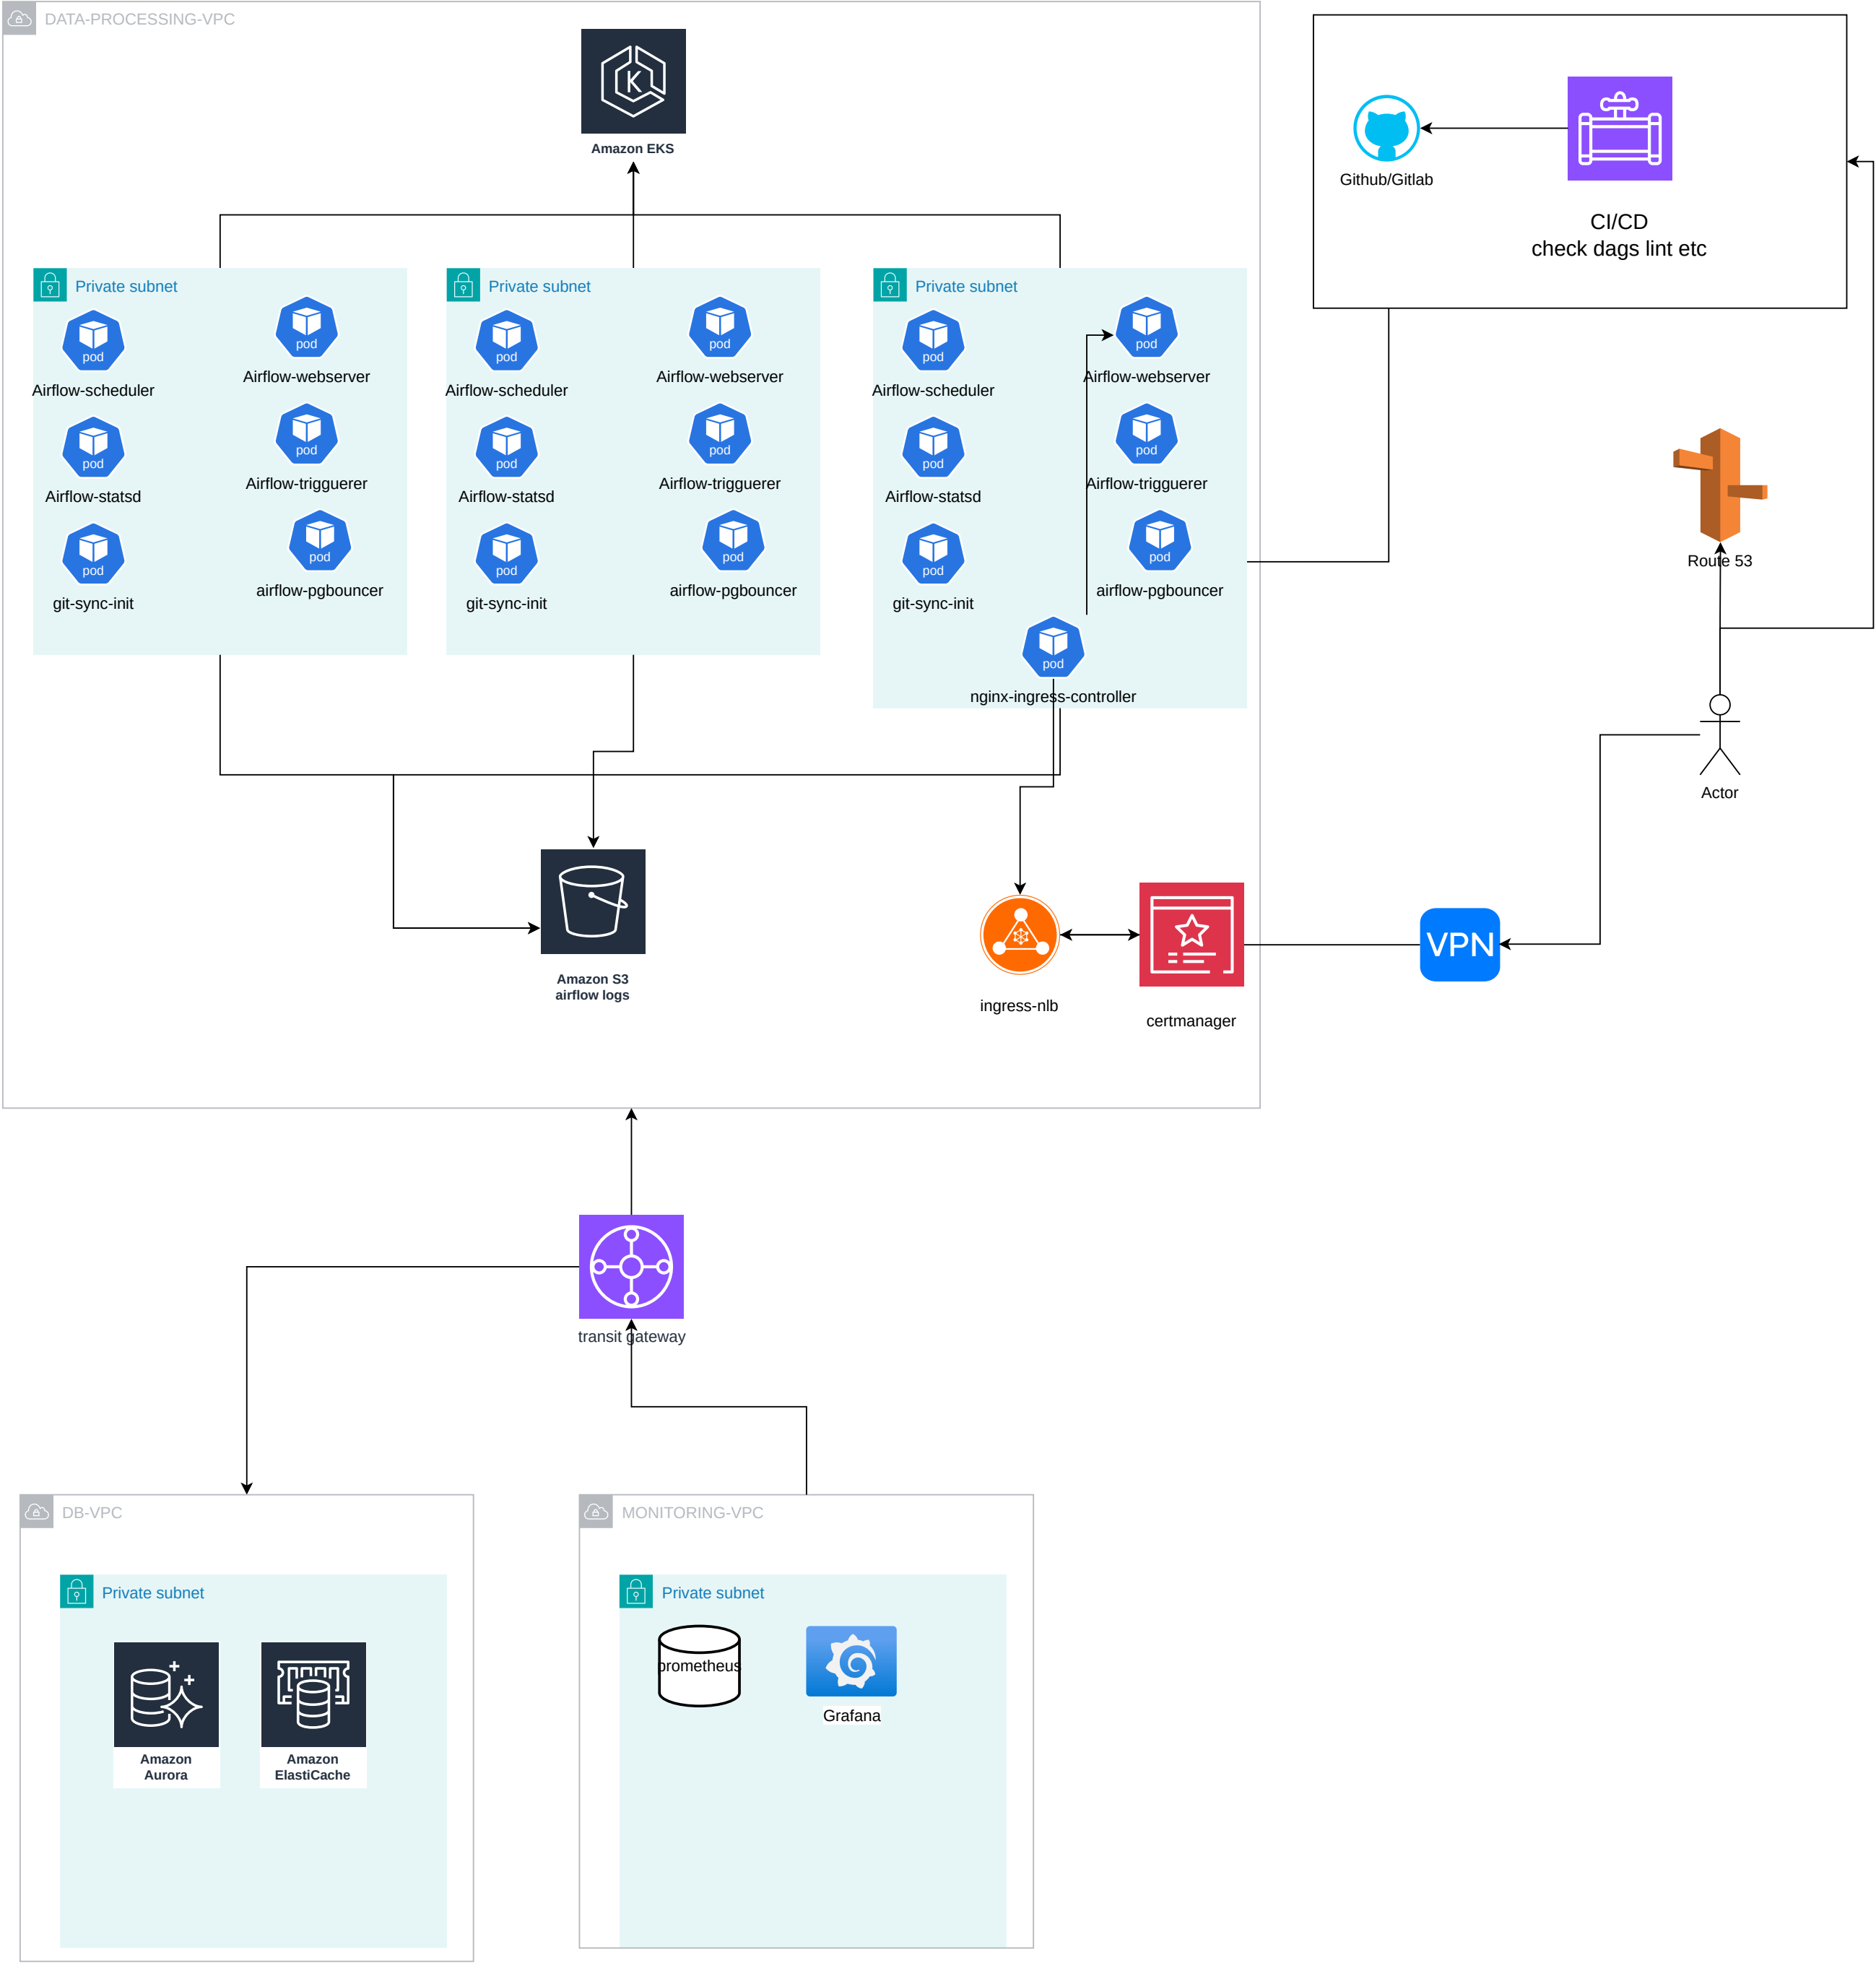 DATA-PROCESSING-VPC
K
Amazon EKS
Github/Gitlab
CI/CD
check dags lint etc
Private subnet
pod
Airflow-scheduler
pod
Airflow-webserver
pod
Airflow-statsd
pod
Airflow-trigguerer
pod
git-sync-init
pod
airflow-pgbouncer
Private subnet
pod
Airflow-scheduler
pod
Airflow-webserver
pod
Airflow-statsd
pod
Airflow-trigguerer
pod
git-sync-init
pod
airflow-pgbouncer
Private subnet
pod
Airflow-scheduler
pod
Airflow-webserver
pod
Airflow-statsd
pod
Airflow-trigguerer
pod
git-sync-init
pod
airflow-pgbouncer
pod
nginx-ingress-controller
Route 53
Actor
Amazon S3
airflow logs
ingress-nlb
certmanager
VPN
transit gateway
DB-VPC
Private subnet
Amazon
Aurora
Amazon
ElastiCache
MONITORING-VPC
Private subnet
prometheus
Grafana